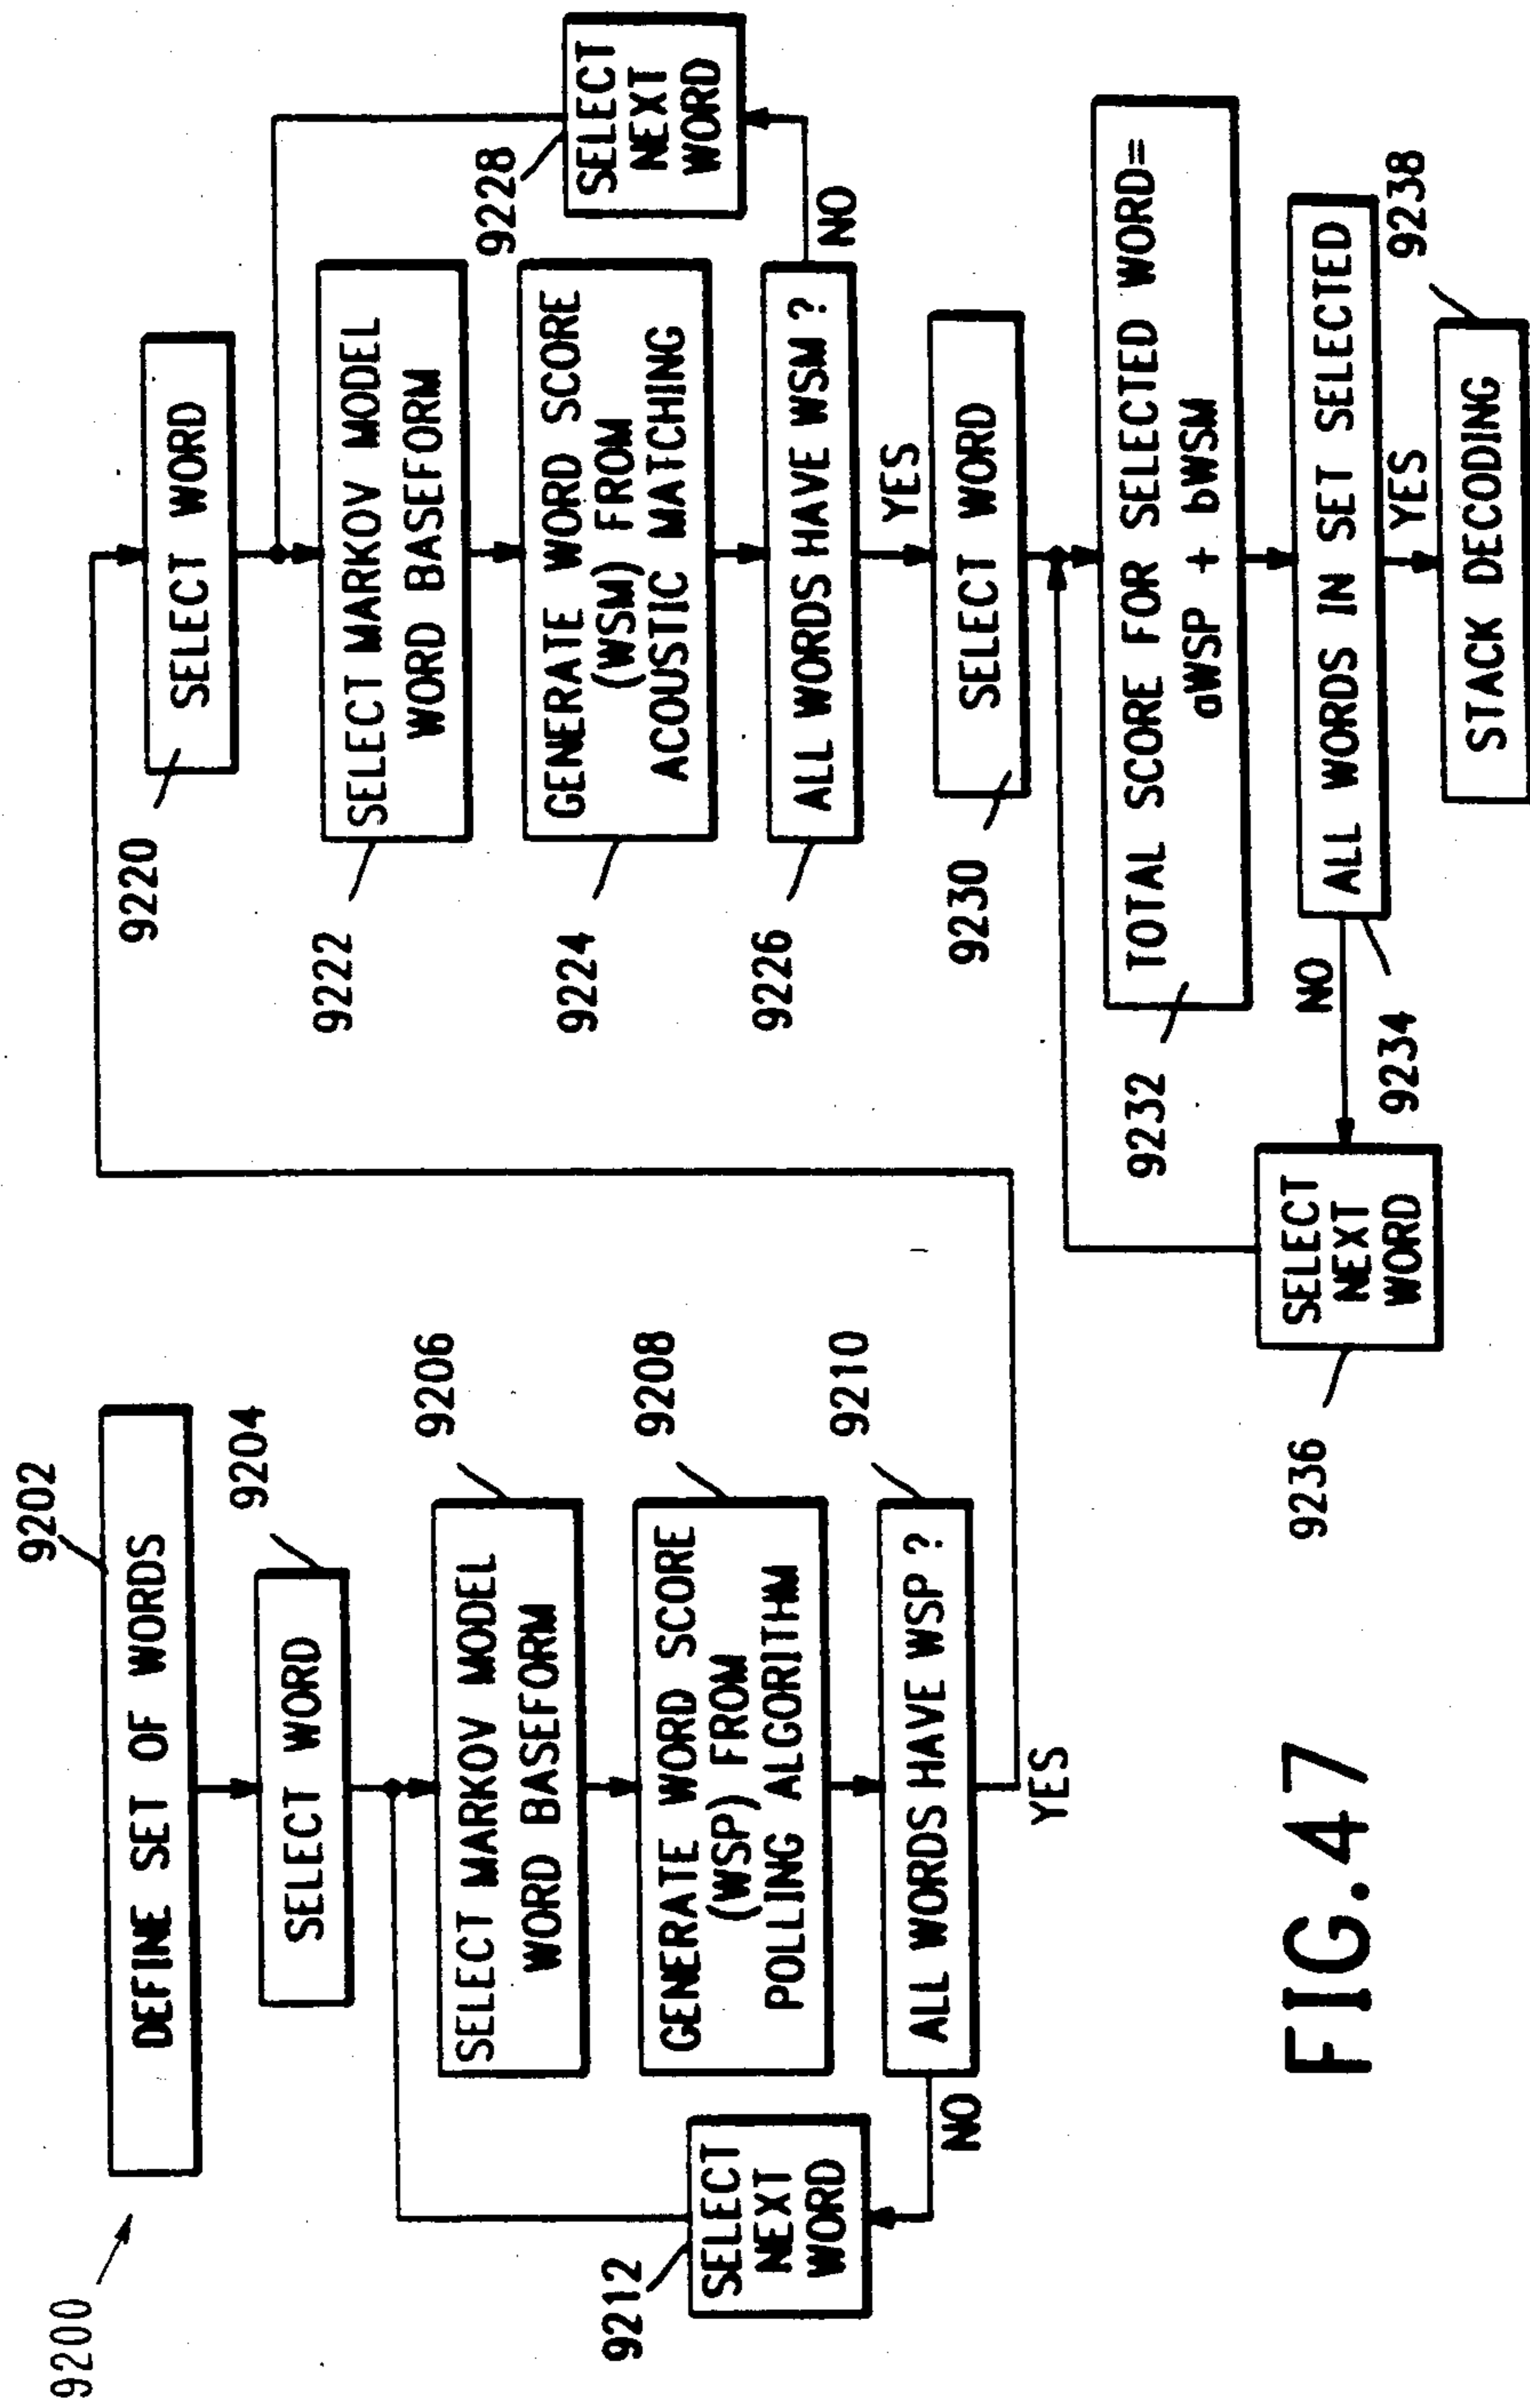 9200
9202
DEFINE SET OF WORDS
9204
SELECT WORD
9206
SELECT MARKOV MODEL
WORD BASEFORM
9208
GENERATE WORD SCORE
(WSP) FROM
POLLING ALGORITHM
9210
ALL WORDS HAVE WSP ?
NO
YES
9212
SELECT
NEXT
WORD
9220
SELECT WORD
9222
SELECT MARKOV MODEL
WORD BASEFORM
9224
GENERATE WORD SCORE
(WSM) FROM
ACOUSTIC MATCHING
9226
ALL WORDS HAVE WSM ?
NO
YES
9228
SELECT
NEXT
WORD
9230
SELECT WORD
9232
TOTAL SCORE FOR SELECTED WORD=
aWSP + bWSM
9234
ALL WORDS IN SET SELECTED
NO
YES
9236
SELECT
NEXT
WORD
9238
STACK DECODING
FIG.47